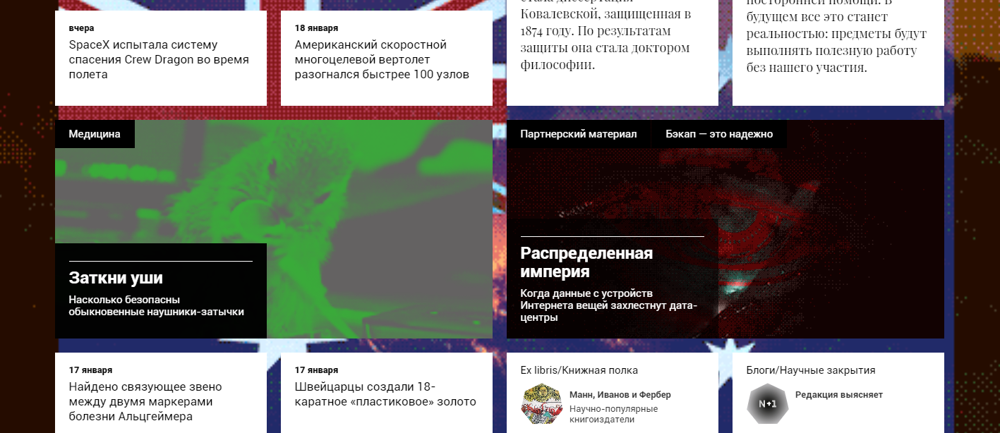 вчера
SpaceX испытала систему
спасения Crew Dragon во время
полета
18 января
Американский скоростной
многоцелевой вертолет
разогнался быстрее 100 узлов
Ковалевской, защищенная в
1874 году. По результатам
защиты она стала доктором
философии.
будущем все это станет
реальностью: предметы будут
выполнять полезную работу
без нашего участия.
Медицина
Заткни уши
Насколько безопасны
обыкновенные наушники-затычки
Партнерский материал
Бэкап — это надежно
Распределенная
империя
Когда данные с устройств
Интернета вещей захлестнут дата-
центры
17 января
Найдено связующее звено
между двумя маркерами
болезни Альцгеймера
17 января
Швейцарцы создали 18-
каратное «пластиковое» золото
Ex libris/Книжная полка
Манн, Иванов и Фербер
Научно-популярные
книгоиздатели
Блоги/Научные закрытия
N+1
Редакция выясняет